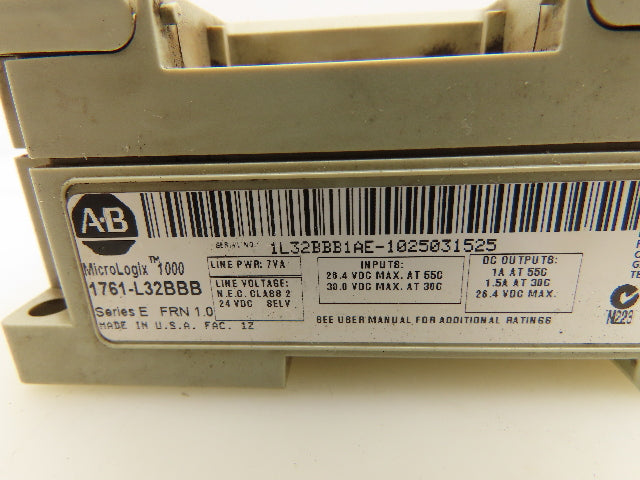 A·B
SERIAL NO.: 1L32BBB1AE-1025031525
MicroLogix™ 1000
1761-L32BBB
Series E FRN 1.0
MADE IN U.S.A. FAC. 1Z
LINE PWR: 7VA
LINE VOLTAGE:
N.E.C. CLASS 2
24 VDC SELV
INPUTS:
26.4 VDC MAX. AT 55C
30.0 VDC MAX. AT 30C
DC OUTPUTS:
1A AT 55C
1.5A AT 30C
26.4 VDC MAX.
SEE USER MANUAL FOR ADDITIONAL RATINGS
N223